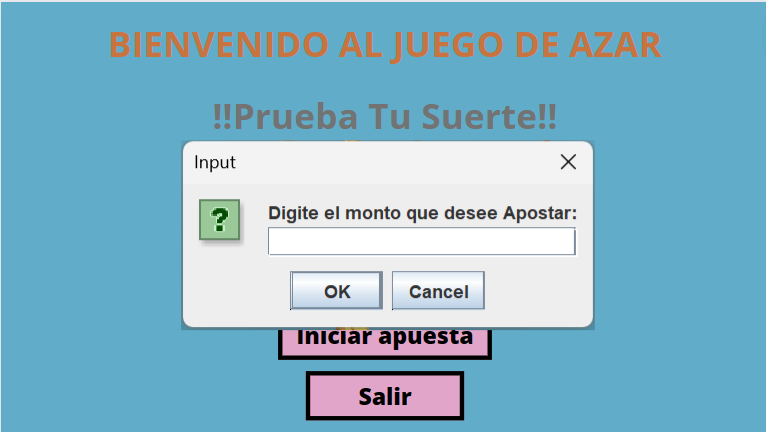 BIENVENIDO AL JUEGO DE AZAR
!!Prueba Tu Suerte!!
Input
?
Digite el monto que desee Apostar:
OK
Cancel
Iniciar apuesta
Salir